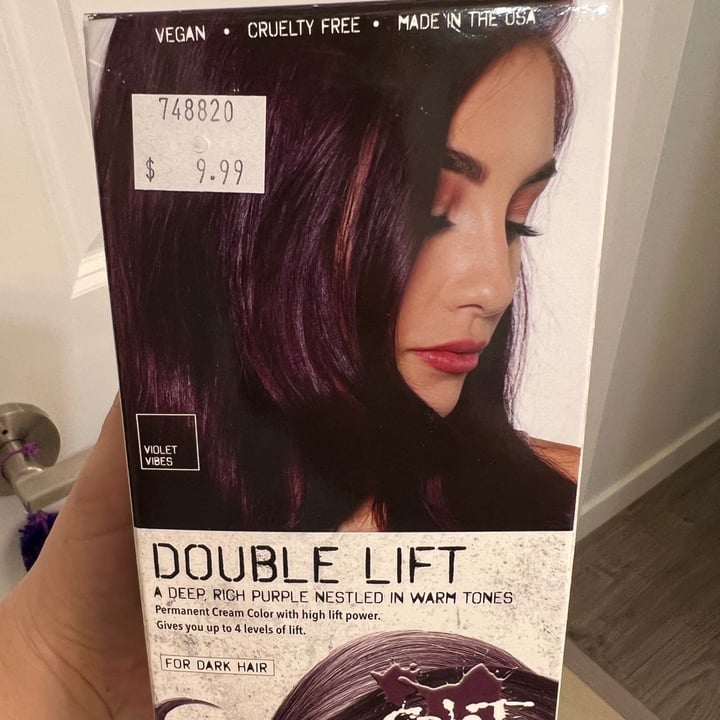 VEGAN • CRUELTY FREE • MADE IN THE USA
748820
$ 9.99
VIOLET
VIBES
DOUBLE LIFT
A DEEP, RICH PURPLE NESTLED IN WARM TONES
Permanent Cream Color with high lift power.
Gives you up to 4 levels of lift.
FOR DARK HAIR